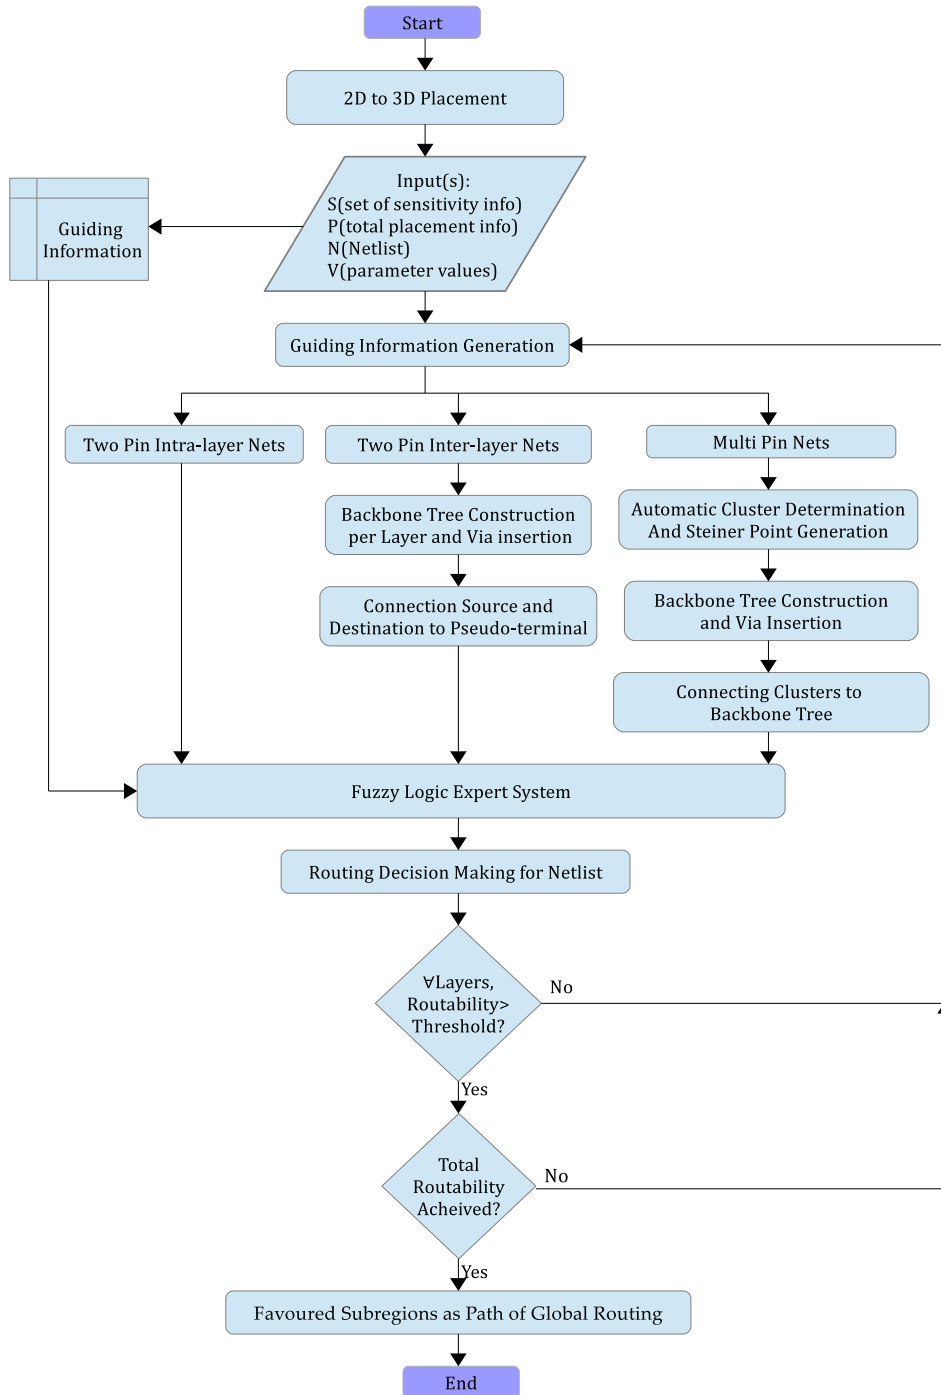 Start
2D to 3D Placement
Input(s):
S(set of sensitivity info)
P(total placement info)
N(Netlist)
V(parameter values)
Guiding
Information
Guiding Information Generation
Two Pin Intra-layer Nets
Two Pin Inter-layer Nets
Multi Pin Nets
Backbone Tree Construction
per Layer and Via insertion
Automatic Cluster Determination
And Steiner Point Generation
Connection Source and
Destination to Pseudo-terminal
Backbone Tree Construction
and Via Insertion
Connecting Clusters to
Backbone Tree
Fuzzy Logic Expert System
Routing Decision Making for Netlist
∀Layers,
Routability>
Threshold?
No
Yes
Total
Routability
Acheived?
No
Yes
Favoured Subregions as Path of Global Routing
End